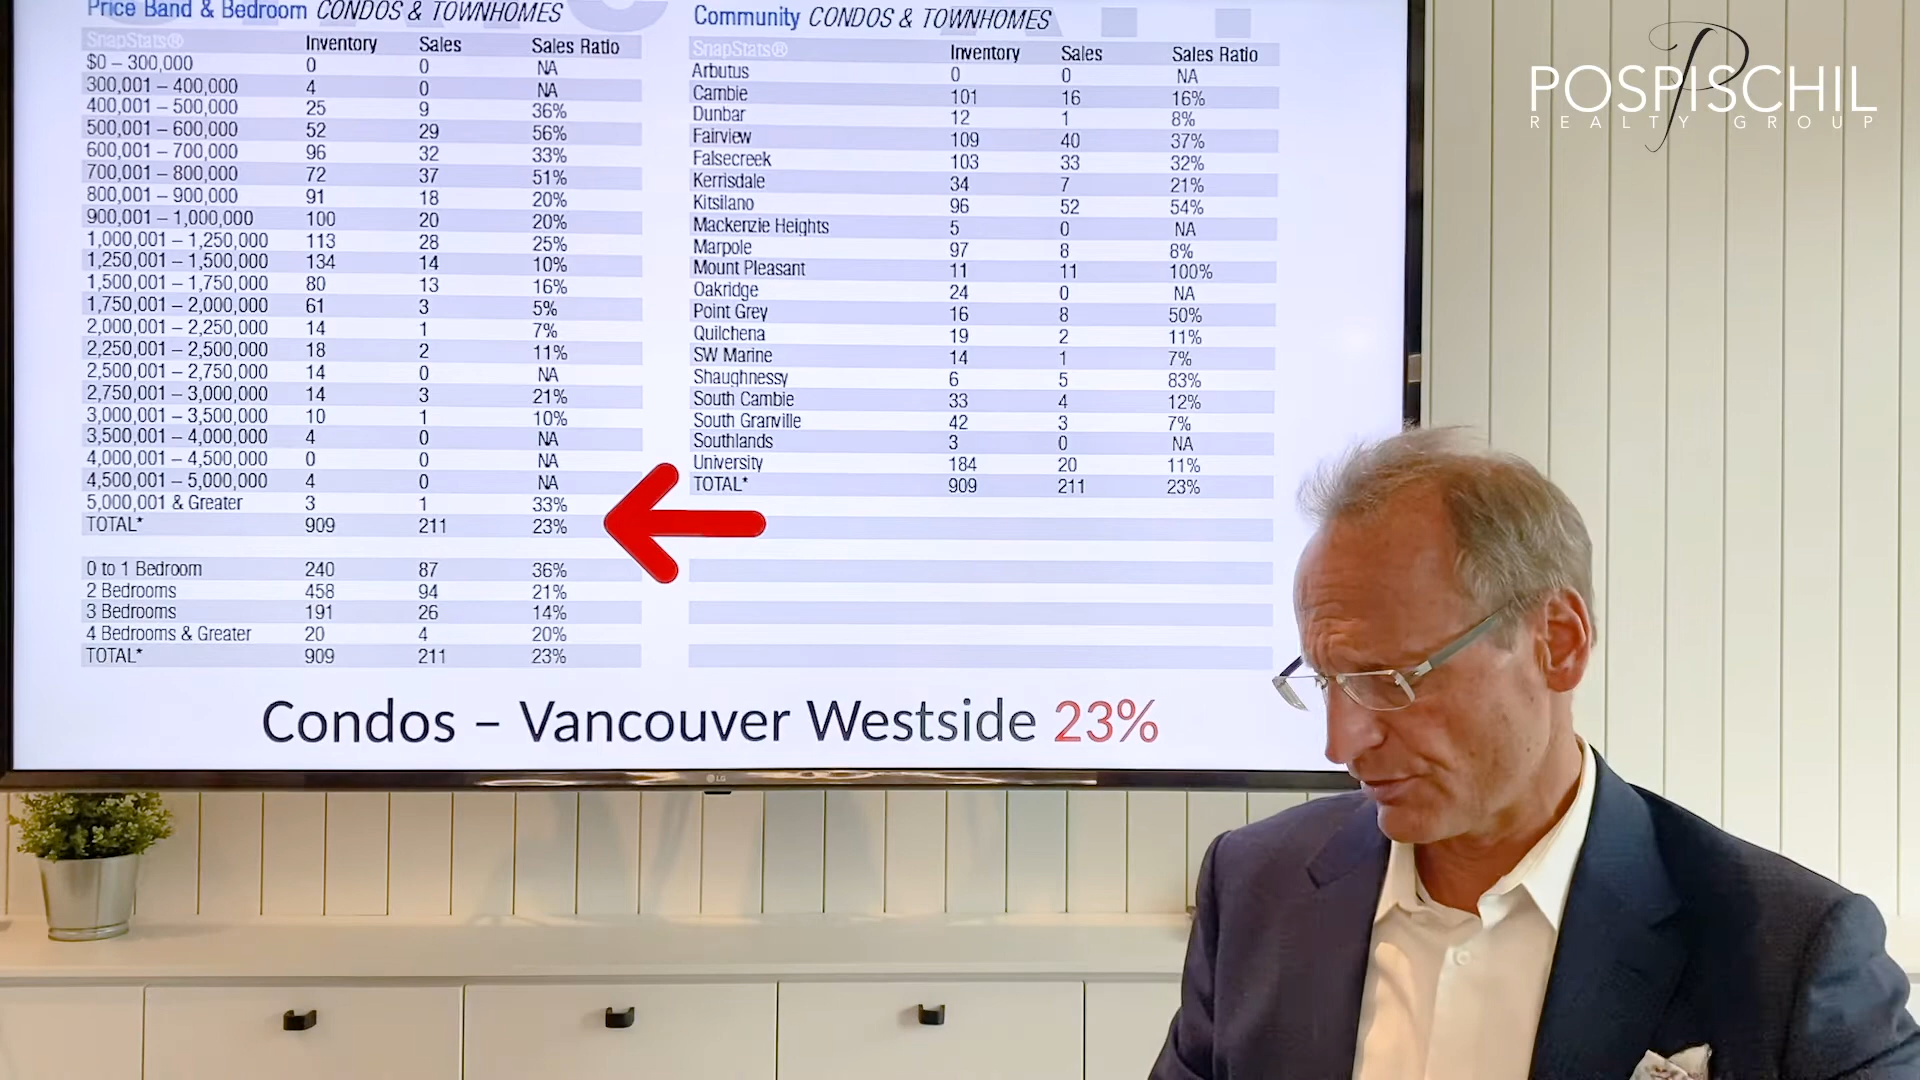 Price Band & Bedroom CONDOS & TOWNHOMES
SnapStats® Inventory Sales Sales Ratio
$0 – 300,000 0 0 NA
300,001 – 400,000 4 0 NA
400,001 – 500,000 25 9 36%
500,001 – 600,000 52 29 56%
600,001 – 700,000 96 32 33%
700,001 – 800,000 72 37 51%
800,001 – 900,000 91 18 20%
900,001 – 1,000,000 100 20 20%
1,000,001 – 1,250,000 113 28 25%
1,250,001 – 1,500,000 134 14 10%
1,500,001 – 1,750,000 80 13 16%
1,750,001 – 2,000,000 61 3 5%
2,000,001 – 2,250,000 14 1 7%
2,250,001 – 2,500,000 18 2 11%
2,500,001 – 2,750,000 14 0 NA
2,750,001 – 3,000,000 14 3 21%
3,000,001 – 3,500,000 10 1 10%
3,500,001 – 4,000,000 4 0 NA
4,000,001 – 4,500,000 0 0 NA
4,500,001 – 5,000,000 4 0 NA
5,000,001 & Greater 3 1 33%
TOTAL* 909 211 23%
0 to 1 Bedroom 240 87 36%
2 Bedrooms 458 94 21%
3 Bedrooms 191 26 14%
4 Bedrooms & Greater 20 4 20%
TOTAL* 909 211 23%
Community CONDOS & TOWNHOMES
SnapStats® Inventory Sales Sales Ratio
Arbutus 0 0 NA
Cambie 101 16 16%
Dunbar 12 1 8%
Fairview 109 40 37%
Falsecreek 103 33 32%
Kerrisdale 34 7 21%
Kitsilano 96 52 54%
Mackenzie Heights 5 0 NA
Marpole 97 8 8%
Mount Pleasant 11 11 100%
Oakridge 24 0 NA
Point Grey 16 8 50%
Quilchena 19 2 11%
SW Marine 14 1 7%
Shaughnessy 6 5 83%
South Cambie 33 4 12%
South Granville 42 3 7%
Southlands 3 0 NA
University 184 20 11%
TOTAL* 909 211 23%
Condos – Vancouver Westside 23%
LG
POSPISCHIL
REALTY GROUP